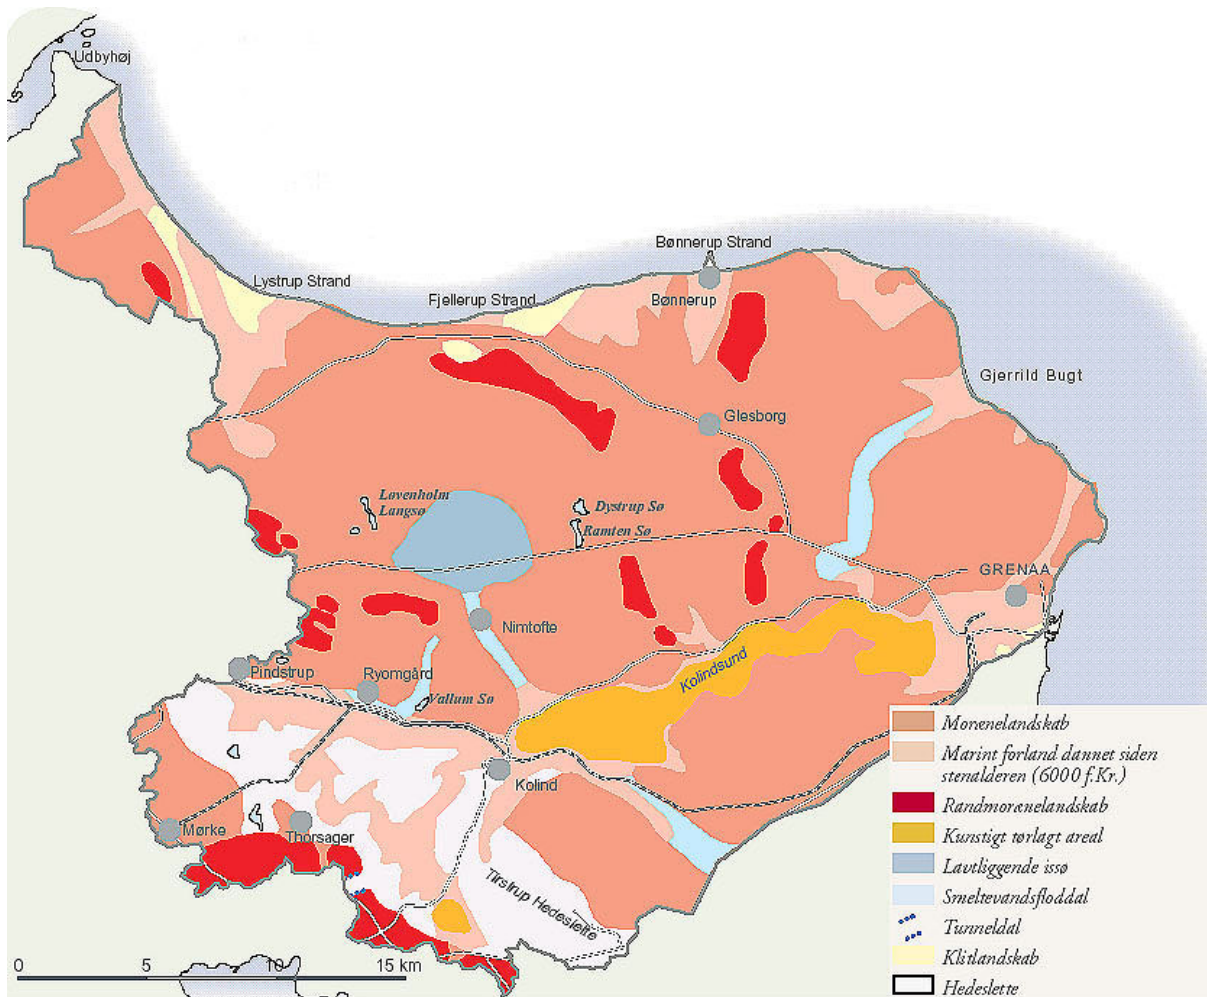 Udbyhøj
Bønnerup Strand
Lystrup Strand
Fjellerup Strand
Bønnerup
Gjerrild Bugt
Glesborg
Løvenholm
Langsø
Dystrup Sø
Ramten Sø
GRENAA
Nimtofte
Pindstrup
Ryomgård
Kolindsund
Vallum Sø
Kolind
Mørke
Thorsager
Tirstrup Hedeslette
0 5 10 15 km
Morænelandskab
Marint forland dannet siden
stenalderen (6000 f.Kr.)
Randmorænelandskab
Kunstigt tørlagt areal
Lavtliggende issø
Smeltevandsfloddal
Tunneldal
Klitlandskab
Hedeslette